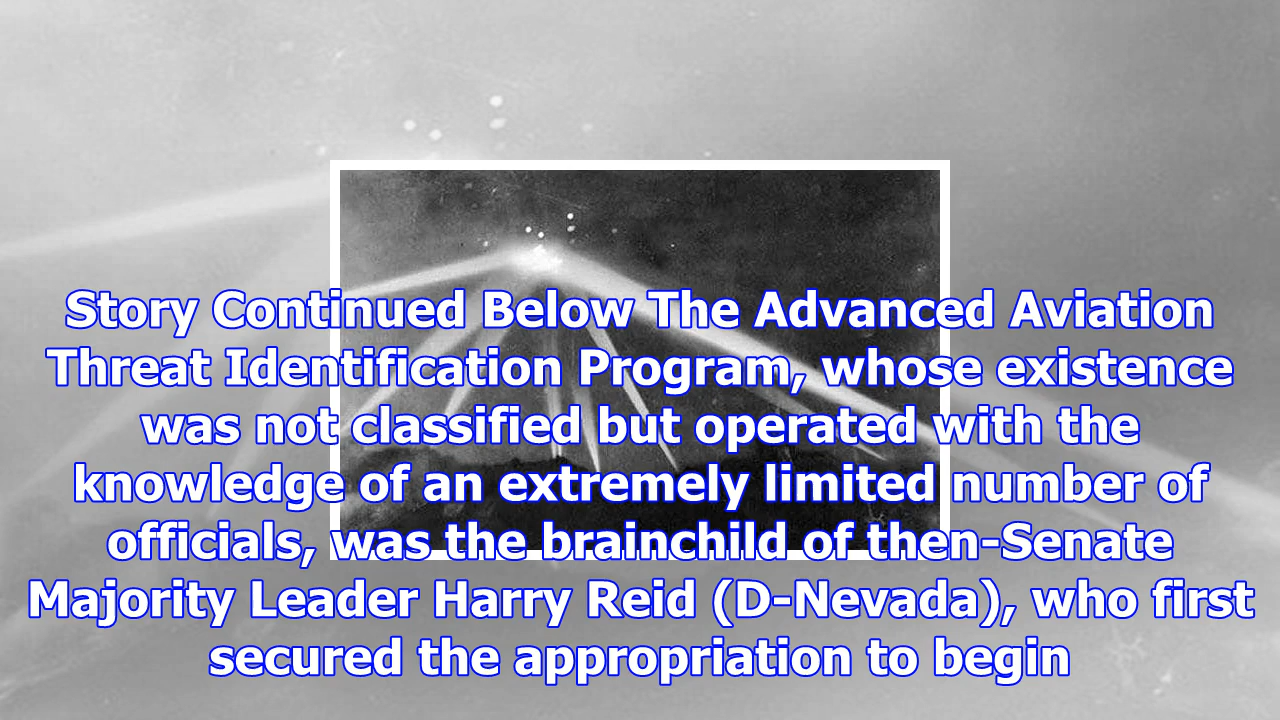 Story Continued Below The Advanced Aviation
Threat Identification Program, whose existence
was not classified but operated with the
knowledge of an extremely limited number of
officials, was the brainchild of then-Senate
Majority Leader Harry Reid (D-Nevada), who first
secured the appropriation to begin